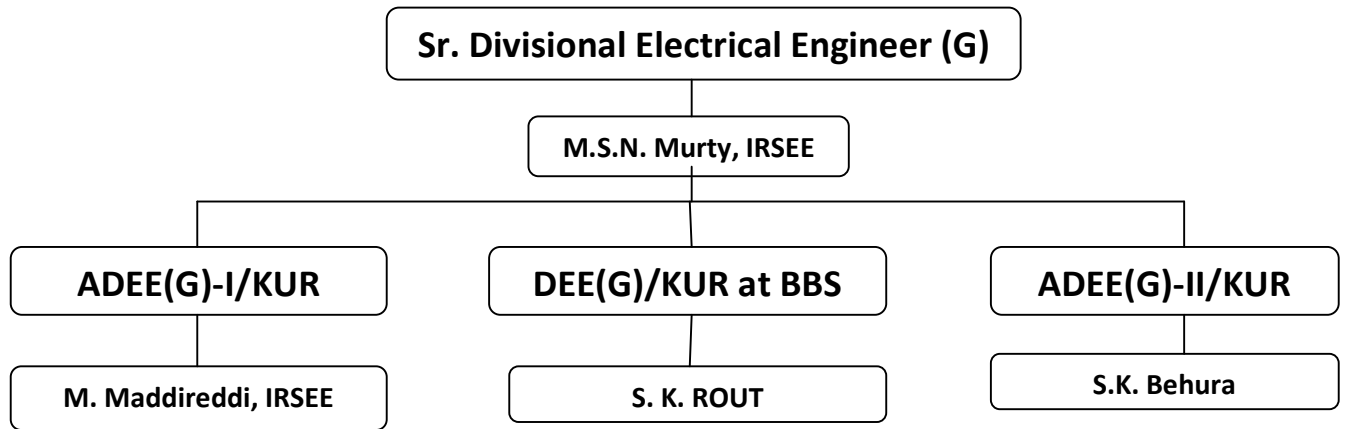 Sr. Divisional Electrical Engineer (G)
M.S.N. Murty, IRSEE
ADEE(G)-I/KUR
DEE(G)/KUR at BBS
ADEE(G)-II/KUR
M. Maddireddi, IRSEE
S. K. ROUT
S.K. Behura